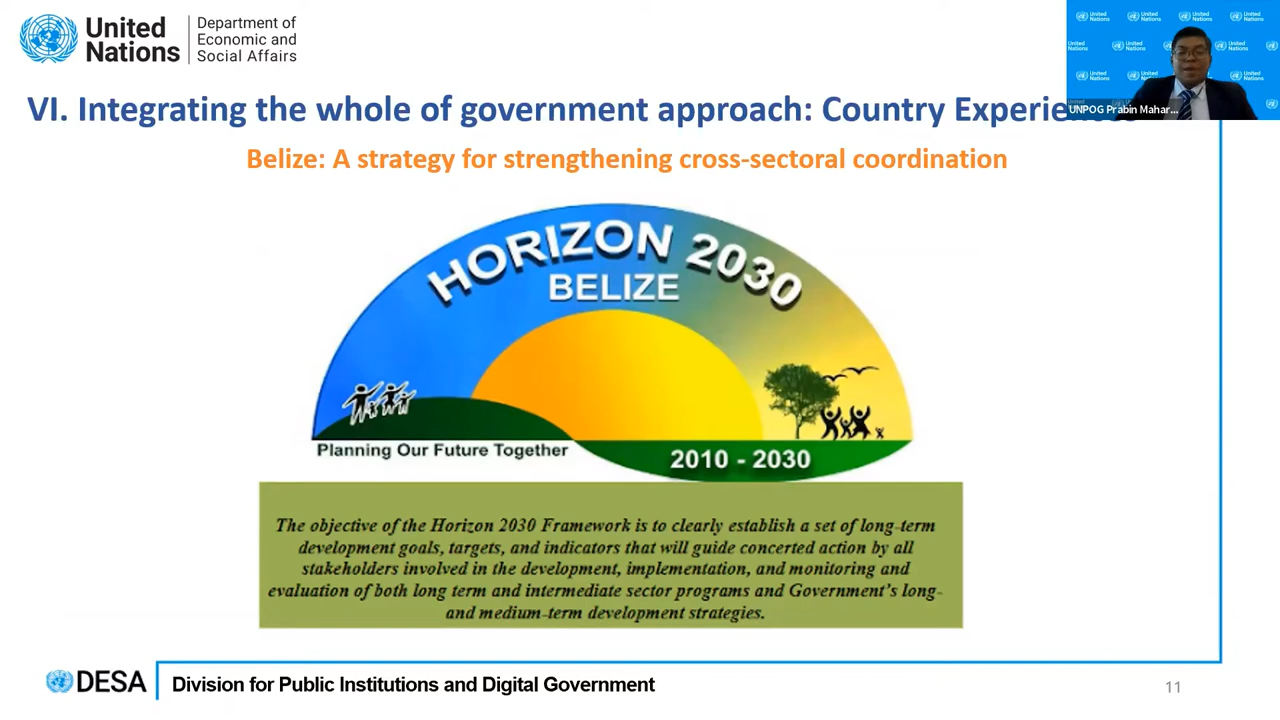 United
Nations
Department of
Economic and
Social Affairs
UNPOG Prabin Mahar...
VI. Integrating the whole of government approach: Country
Belize: A strategy for strengthening cross-sectoral coordination
HORIZON 2030
BELIZE
Planning Our Future Together
2010 - 2030
The objective of the Horizon 2030 Framework is to clearly establish a set of long-term
development goals, targets, and indicators that will guide concerted action by all
stakeholders involved in the development, implementation, and monitoring and
evaluation of both long term and intermediate sector programs and Government's long-
and medium-term development strategies.
DESA
Division for Public Institutions and Digital Government
11